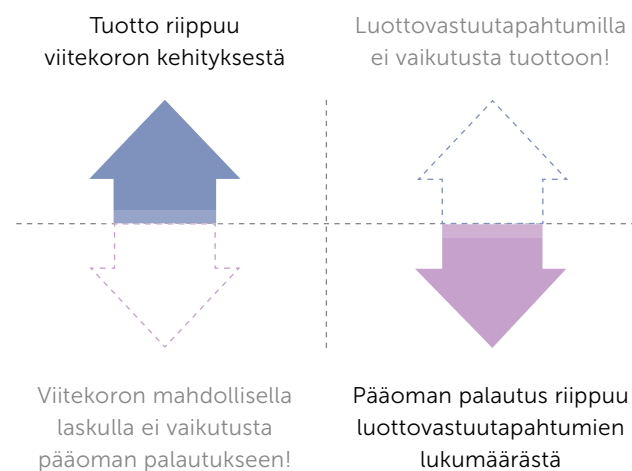 Tuotto riippuu
viitekoron kehityksestä
Luottovastuutapahtumilla
ei vaikutusta tuottoon!
Viitekoron mahdollisella
laskulla ei vaikutusta
pääoman palautukseen!
Pääoman palautus riippuu
luottovastuutapahtumien
lukumäärästä